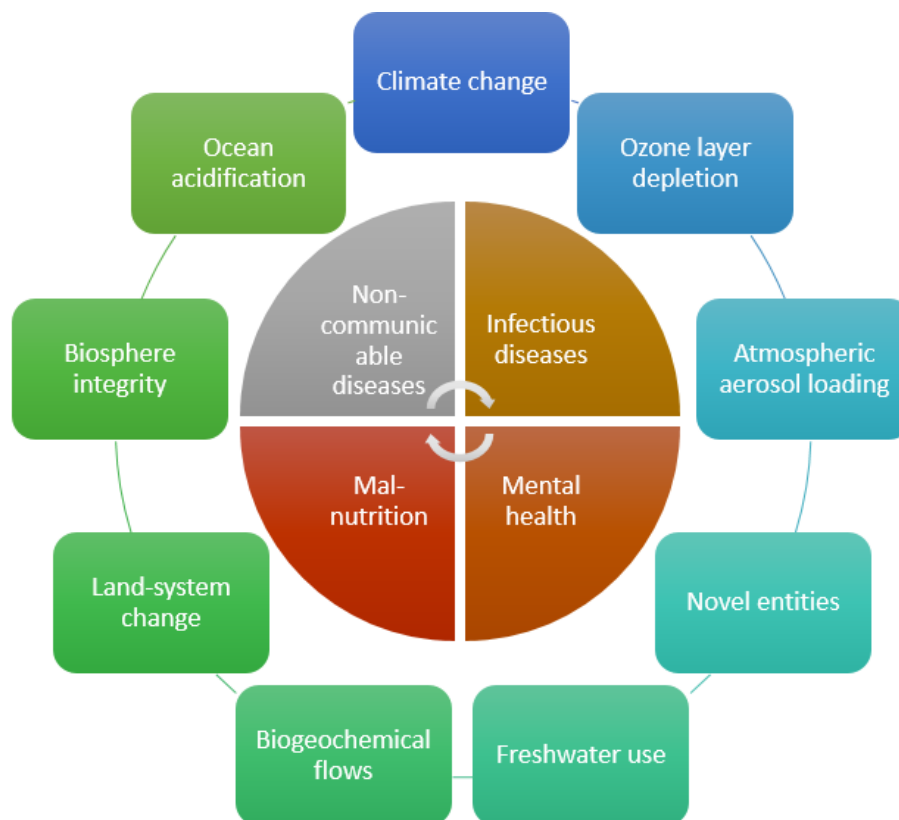 Climate change
Ozone layer
depletion
Atmospheric
aerosol loading
Novel entities
Freshwater use
Biogeochemical
flows
Land-system
change
Biosphere
integrity
Ocean
acidification
Non-
communic
able
diseases
Infectious
diseases
Mental
health
Mal-
nutrition